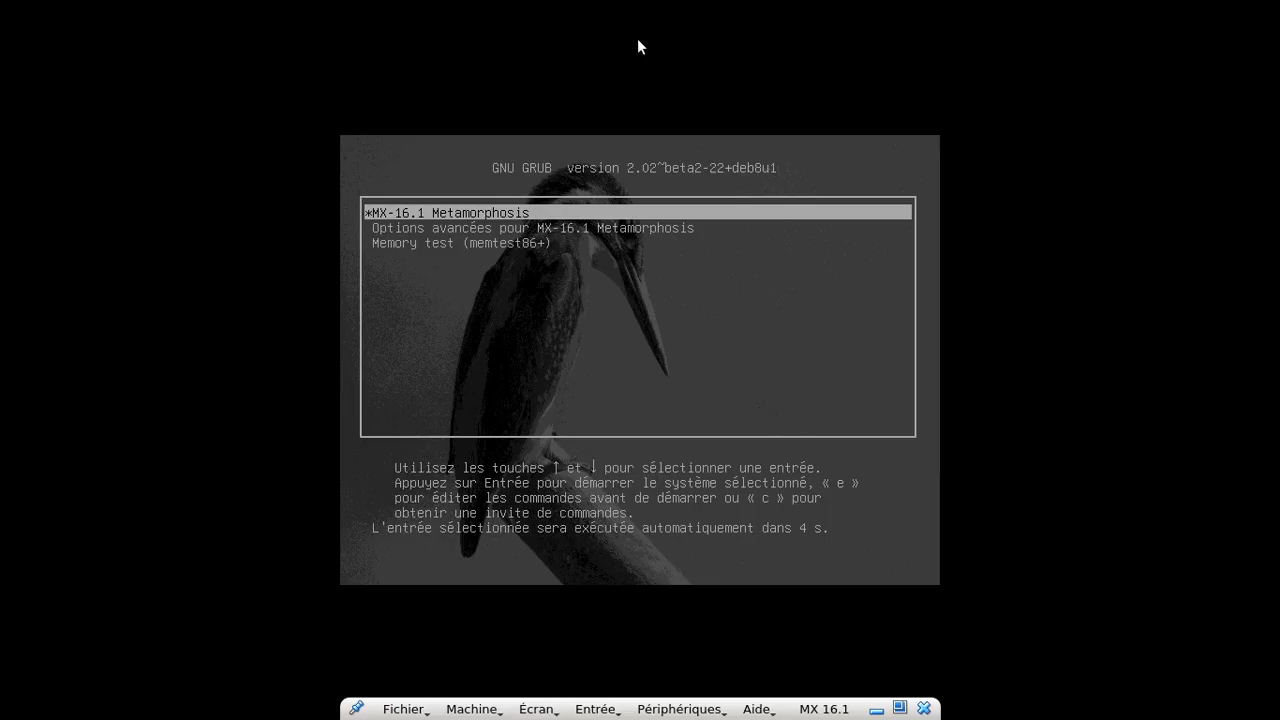 GNU GRUB  version 2.02~beta2-22+deb8u1
*MX-16.1 Metamorphosis
Options avancées pour MX-16.1 Metamorphosis
Memory test (memtest86+)
Utilisez les touches ↑ et ↓ pour sélectionner une entrée.
Appuyez sur Entrée pour démarrer le système sélectionné, « e »
pour éditer les commandes avant de démarrer ou « c » pour
obtenir une invite de commandes.
L'entrée sélectionnée sera exécutée automatiquement dans 4 s.
Fichier Machine Écran Entrée Périphériques Aide MX 16.1